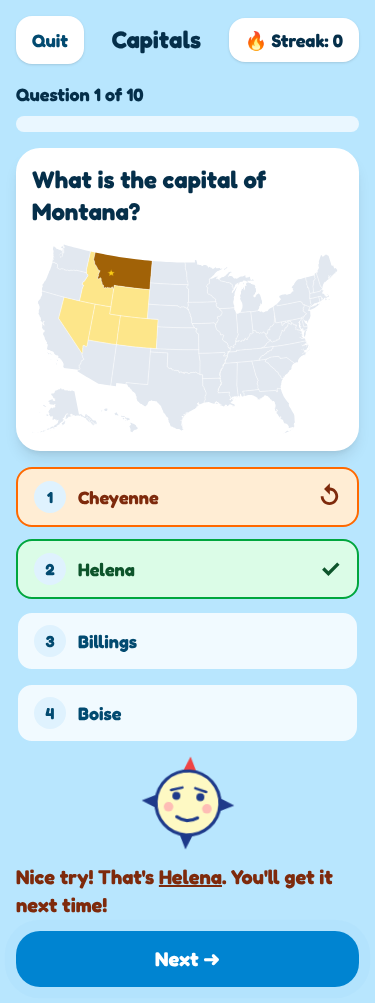 Quit
Capitals
🔥 Streak: 0
Question 1 of 10
What is the capital of
Montana?
1 Cheyenne
2 Helena
3 Billings
4 Boise
Nice try! That's Helena. You'll get it
next time!
Next →